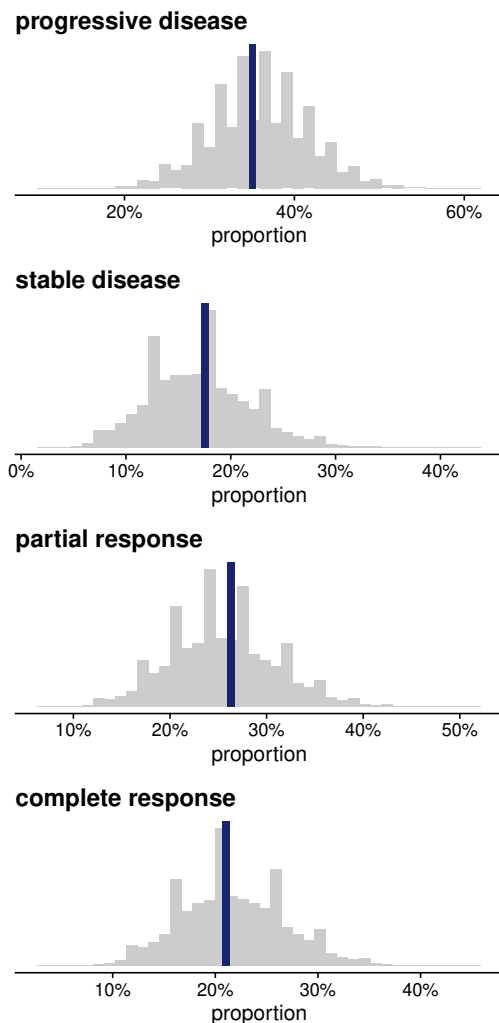 progressive disease
20% 40% 60%
proportion
stable disease
0% 10% 20% 30% 40%
proportion
partial response
10% 20% 30% 40% 50%
proportion
complete response
10% 20% 30% 40%
proportion